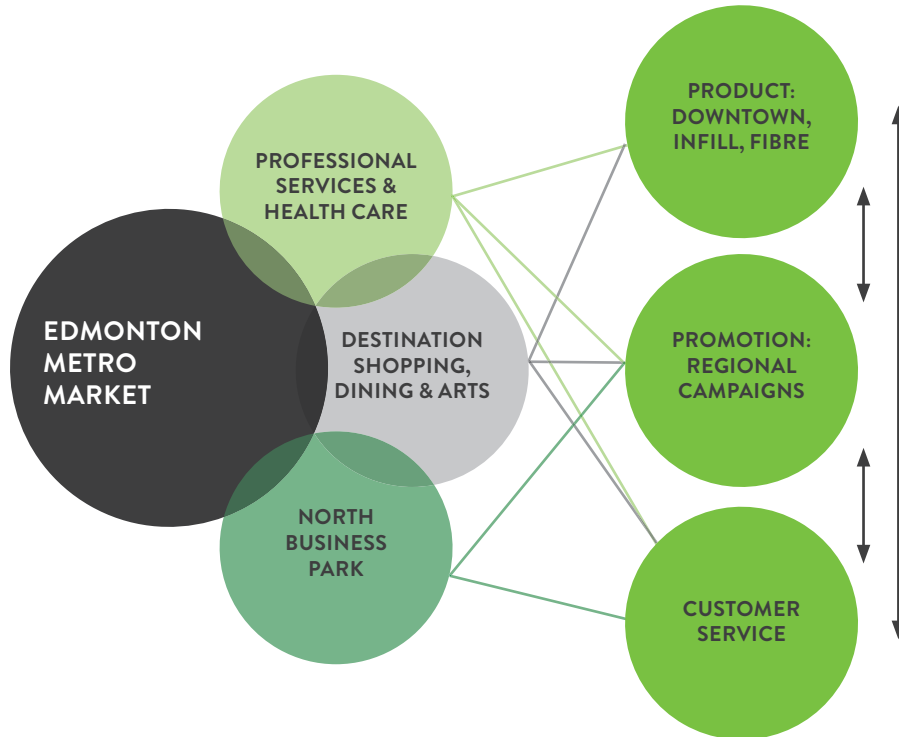 EDMONTON
METRO
MARKET
PROFESSIONAL
SERVICES &
HEALTH CARE
DESTINATION
SHOPPING,
DINING & ARTS
NORTH
BUSINESS
PARK
PRODUCT:
DOWNTOWN,
INFILL, FIBRE
PROMOTION:
REGIONAL
CAMPAIGNS
CUSTOMER
SERVICE